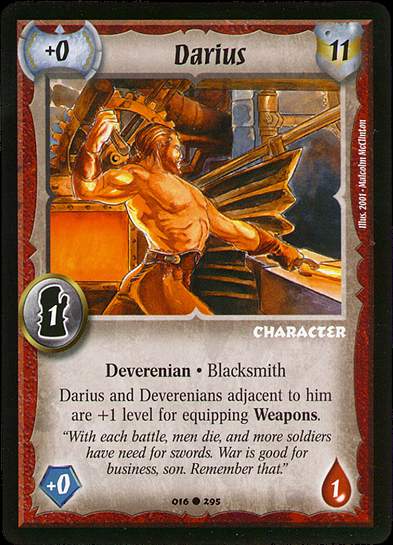 +0
Darius
11
Illus. 2001 • Malcolm McClinton
1
CHARACTER
Deverenian • Blacksmith
Darius and Deverenians adjacent to him
are +1 level for equipping Weapons.
“With each battle, men die, and more soldiers
have need for swords. War is good for
business, son. Remember that.”
+0
016 ● 295
1